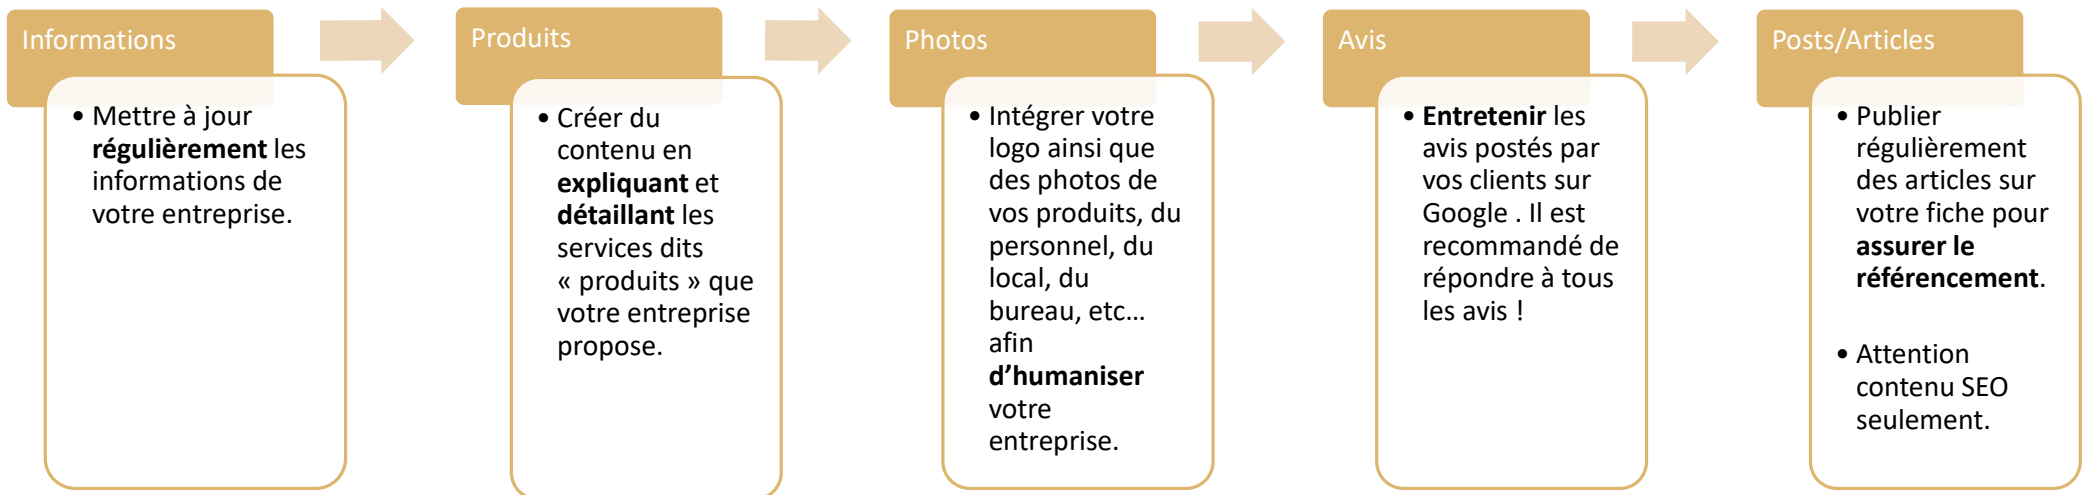 Informations
• Mettre à jour
régulièrement les
informations de
votre entreprise.
Produits
• Créer du
contenu en
expliquant et
détaillant les
services dits
« produits » que
votre entreprise
propose.
Photos
• Intégrer votre
logo ainsi que
des photos de
vos produits, du
personnel, du
local, du
bureau, etc…
afin
d’humaniser
votre
entreprise.
Avis
• Entretenir les
avis postés par
vos clients sur
Google . Il est
recommandé de
répondre à tous
les avis !
Posts/Articles
• Publier
régulièrement
des articles sur
votre fiche pour
assurer le
référencement.
• Attention
contenu SEO
seulement.